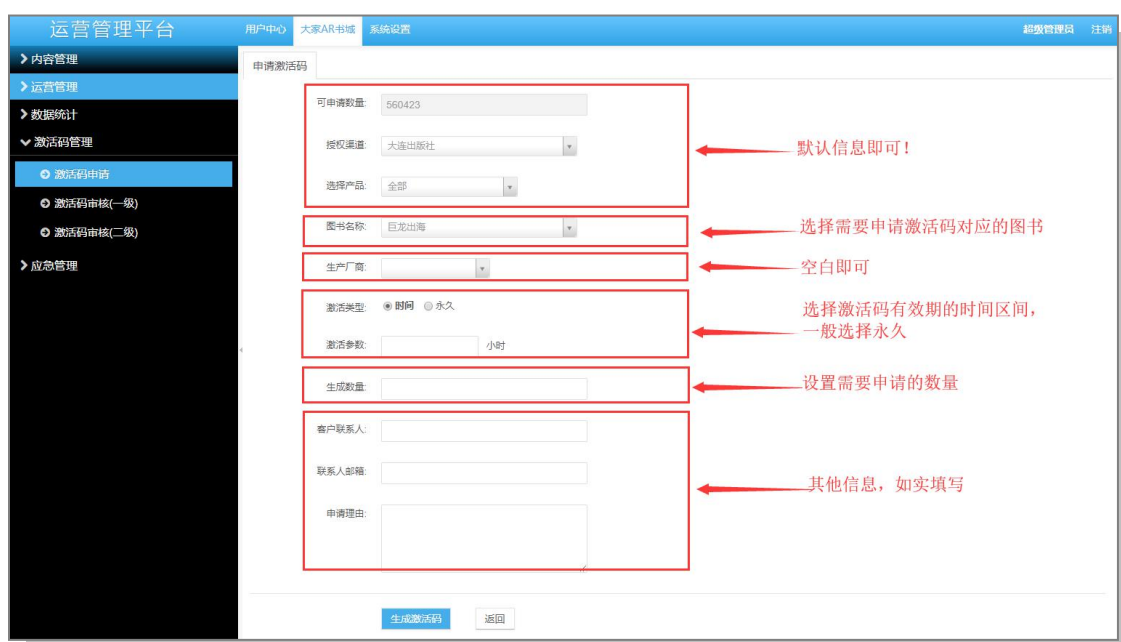 运营管理平台
用户中心 大家AR书城 系统设置 超级管理员 注销
内容管理
运营管理
数据统计
激活码管理
激活码申请
激活码审核(一级)
激活码审核(二级)
应急管理
申请激活码
可申请数量: 560423
授权渠道: 大连出版社
选择产品: 全部
默认信息即可!
图书名称: 巨龙出海
选择需要申请激活码对应的图书
生产厂商:
空白即可
激活类型: 时间 永久
激活参数: 小时
选择激活码有效期的时间区间,
一般选择永久
生成数量:
设置需要申请的数量
客户联系人:
联系人邮箱:
申请理由:
其他信息,如实填写
生成激活码 返回